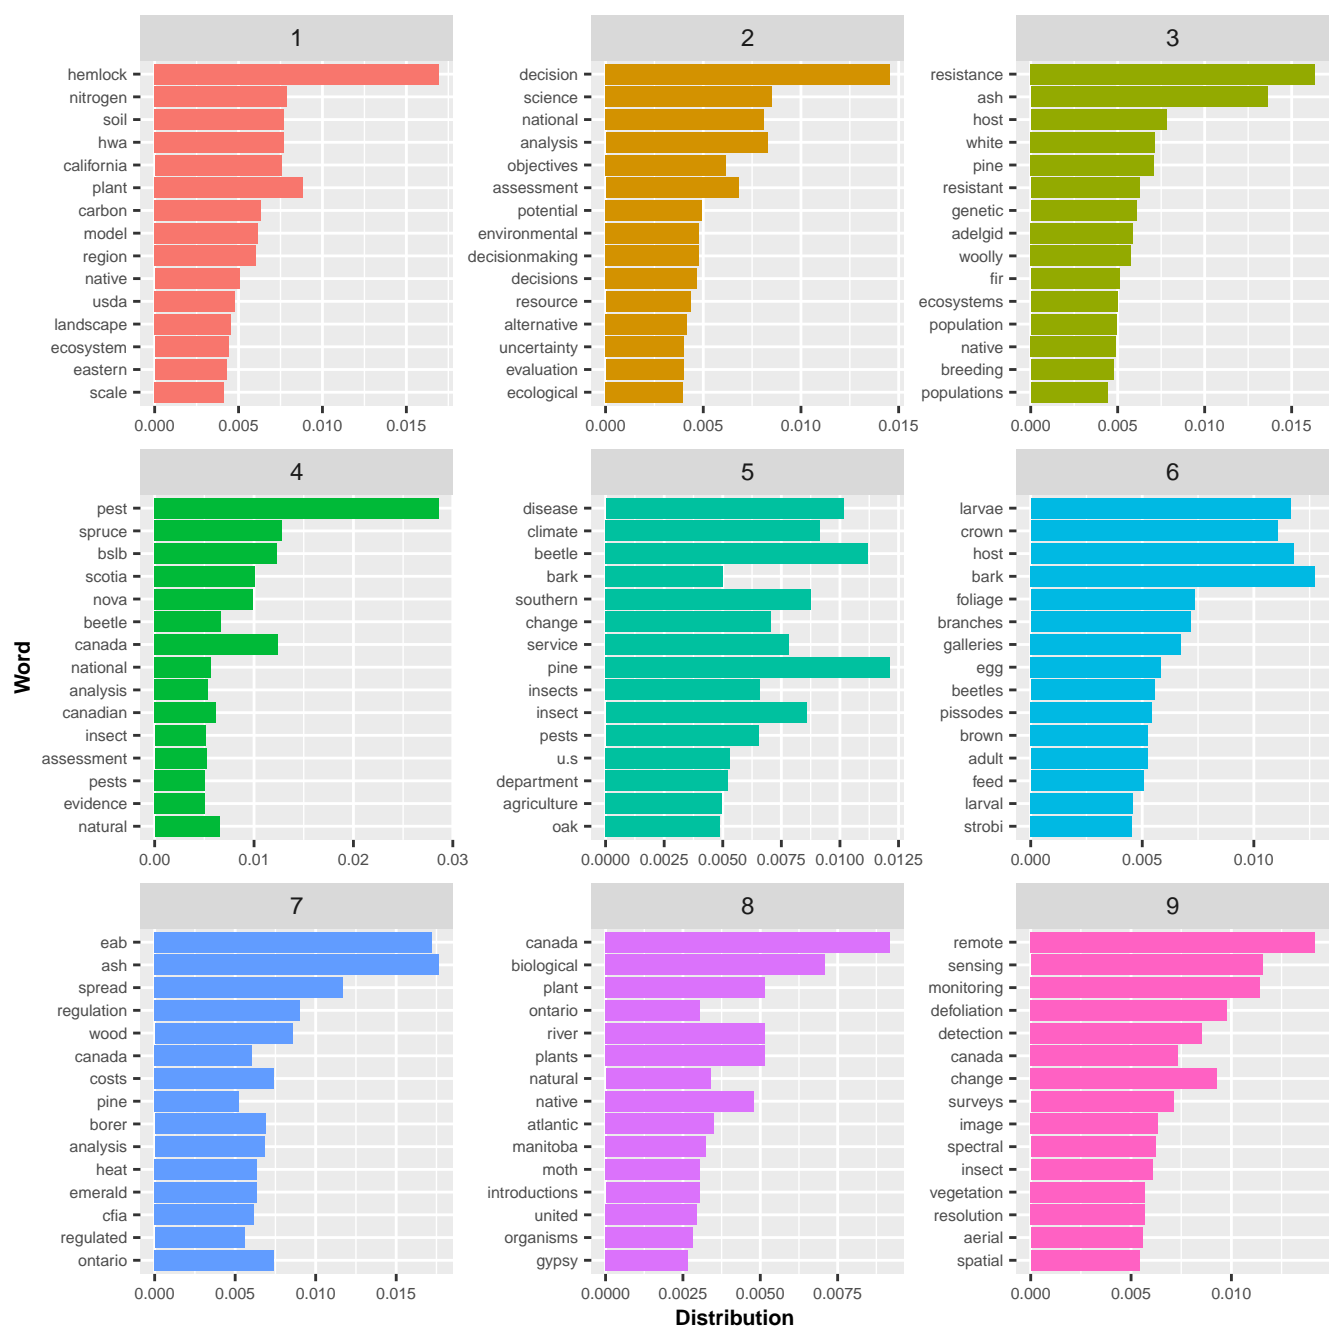 1
hemlock
nitrogen
soil
hwa
california
plant
carbon
model
region
native
usda
landscape
ecosystem
eastern
scale
0.000 0.005 0.010 0.015
2
decision
science
national
analysis
objectives
assessment
potential
environmental
decisionmaking
decisions
resource
alternative
uncertainty
evaluation
ecological
0.000 0.005 0.010 0.015
3
resistance
ash
host
white
pine
resistant
genetic
adelgid
woolly
fir
ecosystems
population
native
breeding
populations
0.000 0.005 0.010 0.015
4
pest
spruce
bslb
scotia
nova
beetle
canada
national
analysis
canadian
insect
assessment
pests
evidence
natural
0.00 0.01 0.02 0.03
5
disease
climate
beetle
bark
southern
change
service
pine
insects
insect
pests
u.s
department
agriculture
oak
0.0000 0.0025 0.0050 0.0075 0.0100 0.0125
6
larvae
crown
host
bark
foliage
branches
galleries
egg
beetles
pissodes
brown
adult
feed
larval
strobi
0.000 0.005 0.010
7
eab
ash
spread
regulation
wood
canada
costs
pine
borer
analysis
heat
emerald
cfia
regulated
ontario
0.000 0.005 0.010 0.015
8
canada
biological
plant
ontario
river
plants
natural
native
atlantic
manitoba
moth
introductions
united
organisms
gypsy
0.0000 0.0025 0.0050 0.0075
9
remote
sensing
monitoring
defoliation
detection
canada
change
surveys
image
spectral
insect
vegetation
resolution
aerial
spatial
0.000 0.005 0.010
Word
Distribution